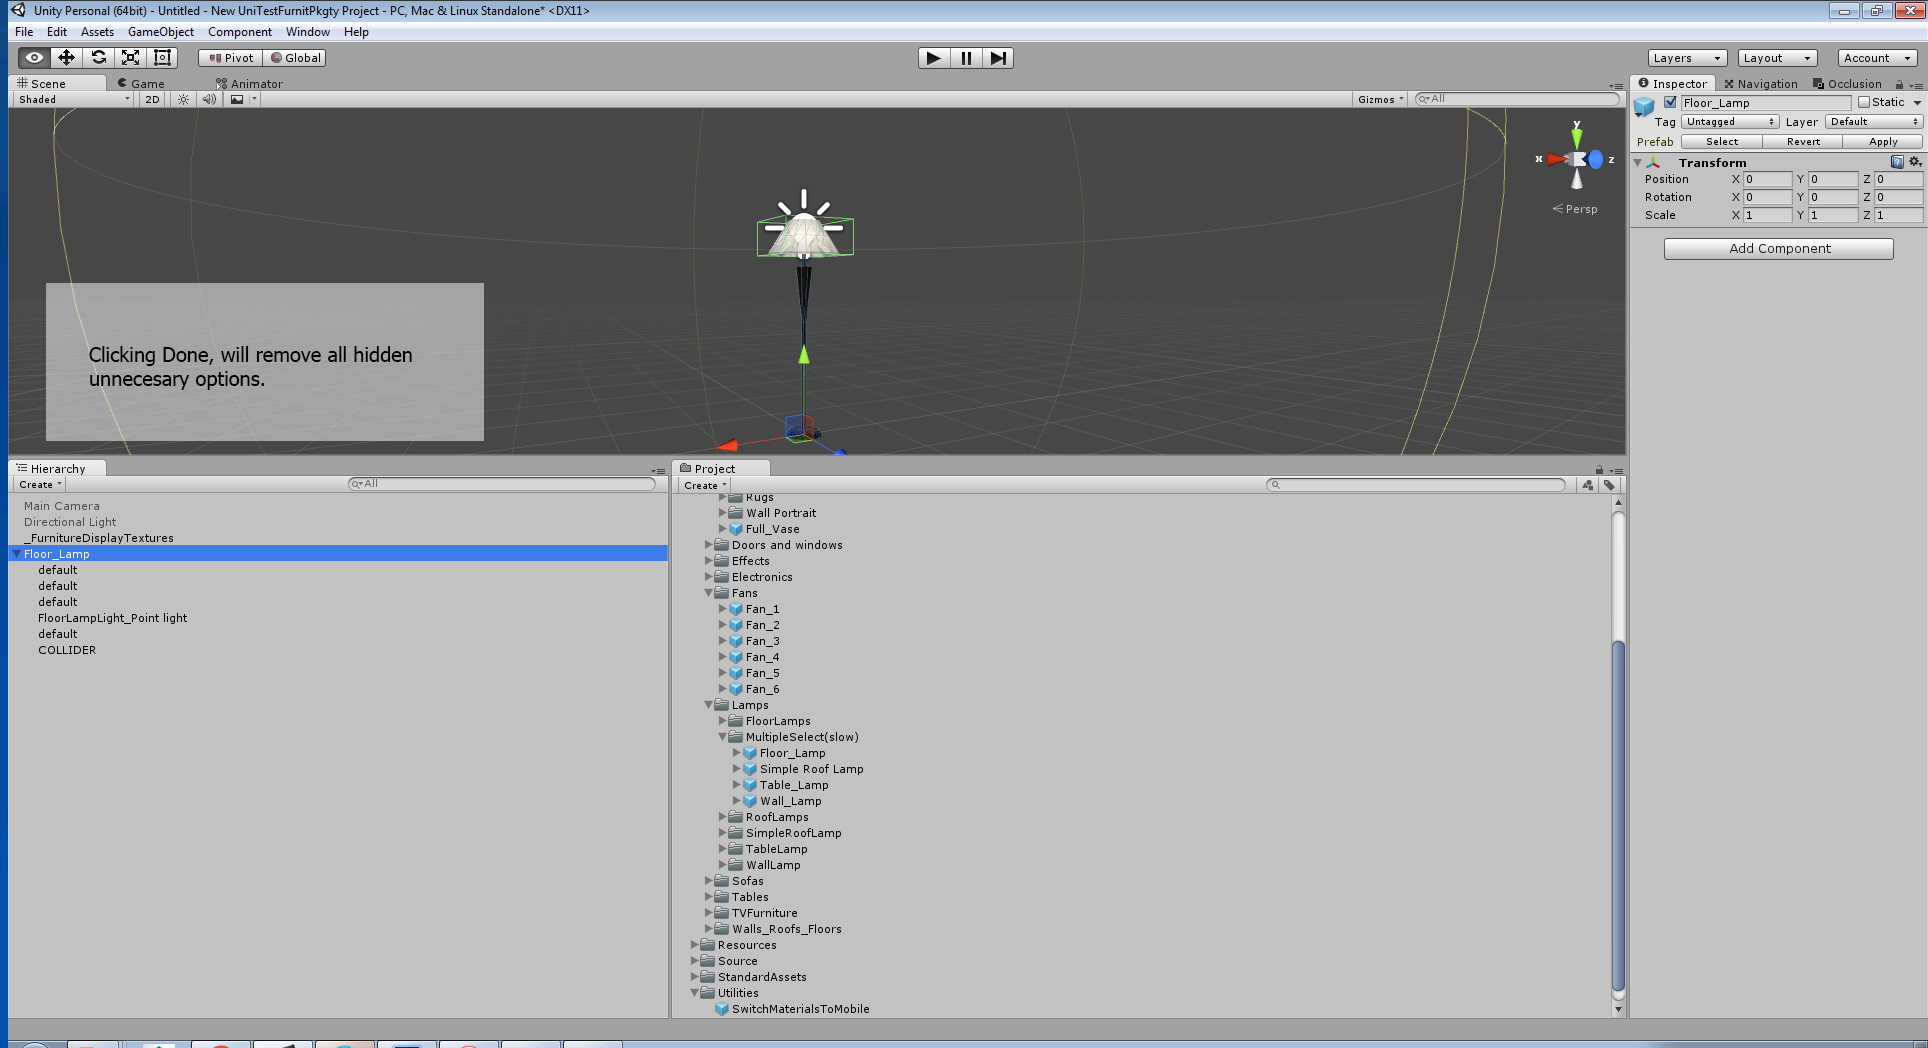 Unity Personal (64bit) - Untitled - New UniTestFurnitPkgty Project - PC, Mac & Linux Standalone* <DX11>
File Edit Assets GameObject Component Window Help
Pivot Global Layers Layout Account
Scene Game Animator
Shaded 2D Gizmos All
Inspector Navigation Occlusion
Floor_Lamp Static
Tag Untagged Layer Default
Prefab Select Revert Apply
Transform
Position X 0 Y 0 Z 0
Rotation X 0 Y 0 Z 0
Scale X 1 Y 1 Z 1
Add Component
y
x z
Persp
Clicking Done, will remove all hidden
unnecesary options.
Hierarchy
Create All
Main Camera
Directional Light
_FurnitureDisplayTextures
Floor_Lamp
default
default
default
FloorLampLight_Point light
default
COLLIDER
Project
Create
Rugs
Wall Portrait
Full_Vase
Doors and windows
Effects
Electronics
Fans
Fan_1
Fan_2
Fan_3
Fan_4
Fan_5
Fan_6
Lamps
FloorLamps
MultipleSelect(slow)
Floor_Lamp
Simple Roof Lamp
Table_Lamp
Wall_Lamp
RoofLamps
SimpleRoofLamp
TableLamp
WallLamp
Sofas
Tables
TVFurniture
Walls_Roofs_Floors
Resources
Source
StandardAssets
Utilities
SwitchMaterialsToMobile